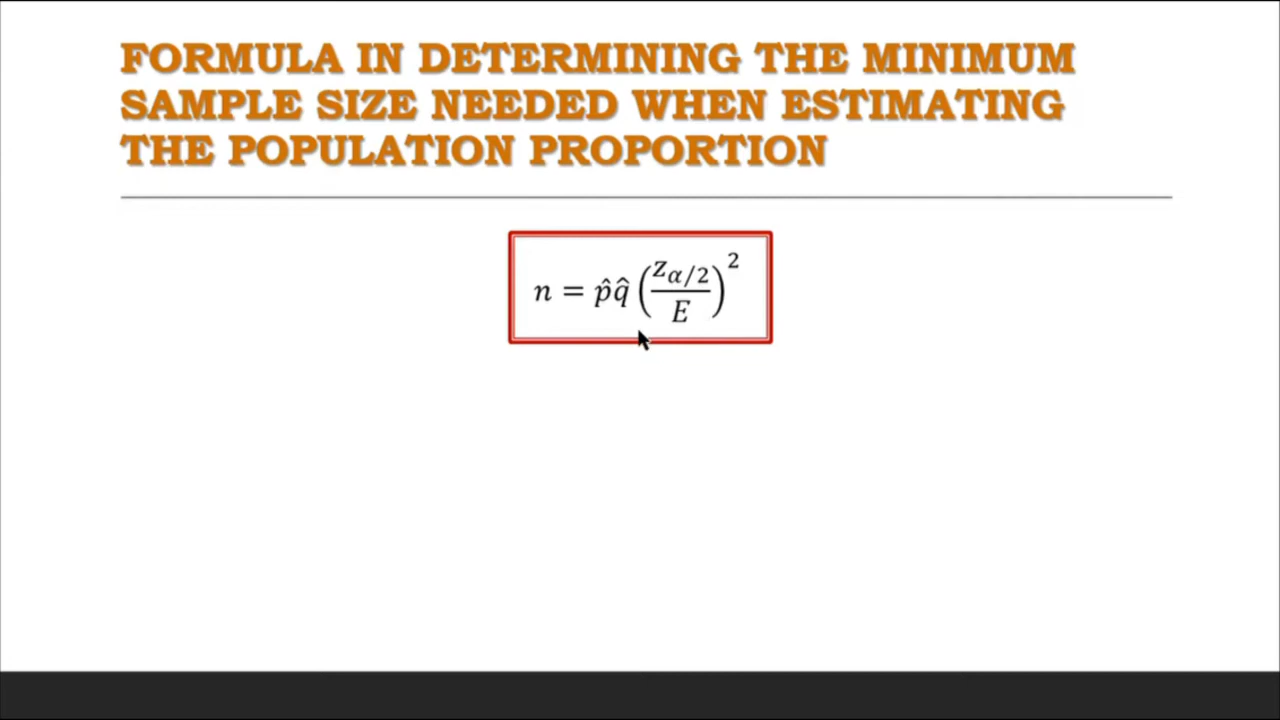 FORMULA IN DETERMINING THE MINIMUM
SAMPLE SIZE NEEDED WHEN ESTIMATING
THE POPULATION PROPORTION
n = p̂q̂ (zα/2 / E)²